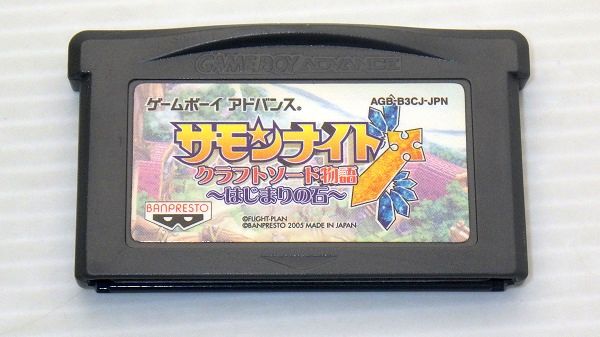 GAME BOY ADVANCE
ゲームボーイ アドバンス®
AGB-B3CJ-JPN
サモンナイト
クラフトソード物語
～はじまりの石～
BANPRESTO
©FLIGHT-PLAN
©BANPRESTO 2005 MADE IN JAPAN